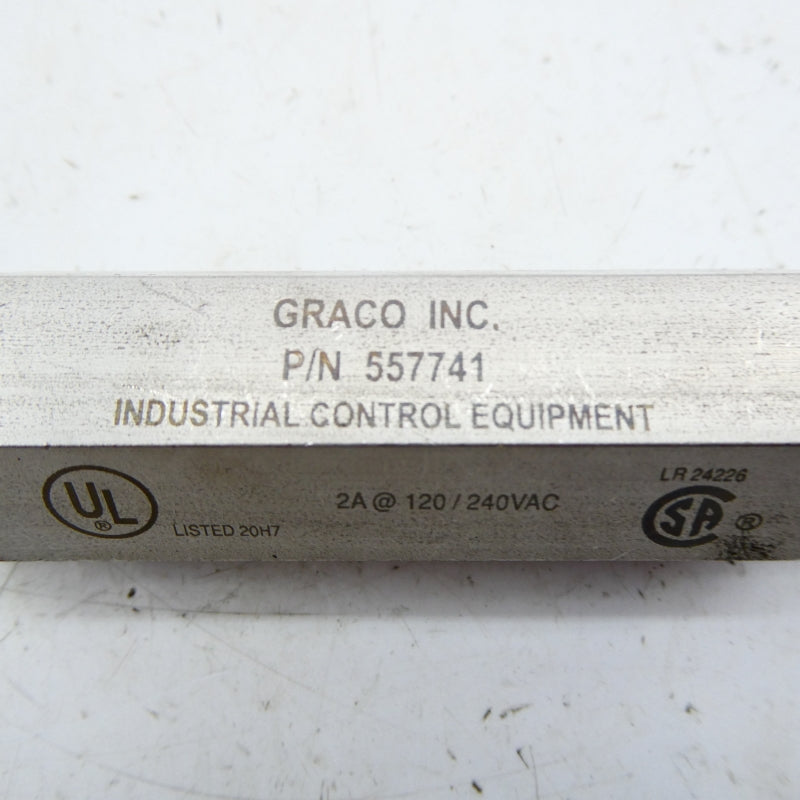 GRACO INC.
P/N 557741
INDUSTRIAL CONTROL EQUIPMENT
UL ® LISTED 20H7
2A @ 120 / 240VAC
LR 24226
SA ®